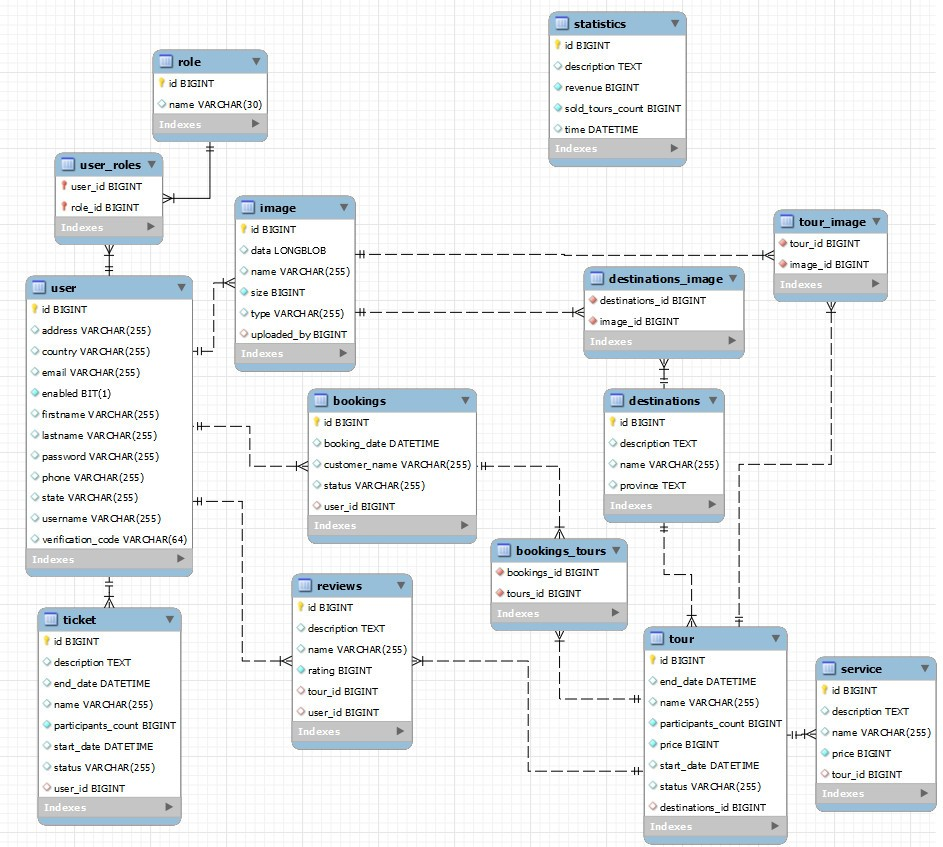 statistics
id BIGINT
description TEXT
revenue BIGINT
sold_tours_count BIGINT
time DATETIME
Indexes
role
id BIGINT
name VARCHAR(30)
Indexes
user_roles
user_id BIGINT
role_id BIGINT
Indexes
image
id BIGINT
data LONGBLOB
name VARCHAR(255)
size BIGINT
type VARCHAR(255)
uploaded_by BIGINT
Indexes
tour_image
tour_id BIGINT
image_id BIGINT
Indexes
destinations_image
destinations_id BIGINT
image_id BIGINT
Indexes
user
id BIGINT
address VARCHAR(255)
country VARCHAR(255)
email VARCHAR(255)
enabled BIT(1)
firstname VARCHAR(255)
lastname VARCHAR(255)
password VARCHAR(255)
phone VARCHAR(255)
state VARCHAR(255)
username VARCHAR(255)
verification_code VARCHAR(64)
Indexes
bookings
id BIGINT
booking_date DATETIME
customer_name VARCHAR(255)
status VARCHAR(255)
user_id BIGINT
Indexes
destinations
id BIGINT
description TEXT
name VARCHAR(255)
province TEXT
Indexes
bookings_tours
bookings_id BIGINT
tours_id BIGINT
Indexes
reviews
id BIGINT
description TEXT
name VARCHAR(255)
rating BIGINT
tour_id BIGINT
user_id BIGINT
Indexes
ticket
id BIGINT
description TEXT
end_date DATETIME
name VARCHAR(255)
participants_count BIGINT
start_date DATETIME
status VARCHAR(255)
user_id BIGINT
Indexes
tour
id BIGINT
end_date DATETIME
name VARCHAR(255)
participants_count BIGINT
price BIGINT
start_date DATETIME
status VARCHAR(255)
destinations_id BIGINT
Indexes
service
id BIGINT
description TEXT
name VARCHAR(255)
price BIGINT
tour_id BIGINT
Indexes